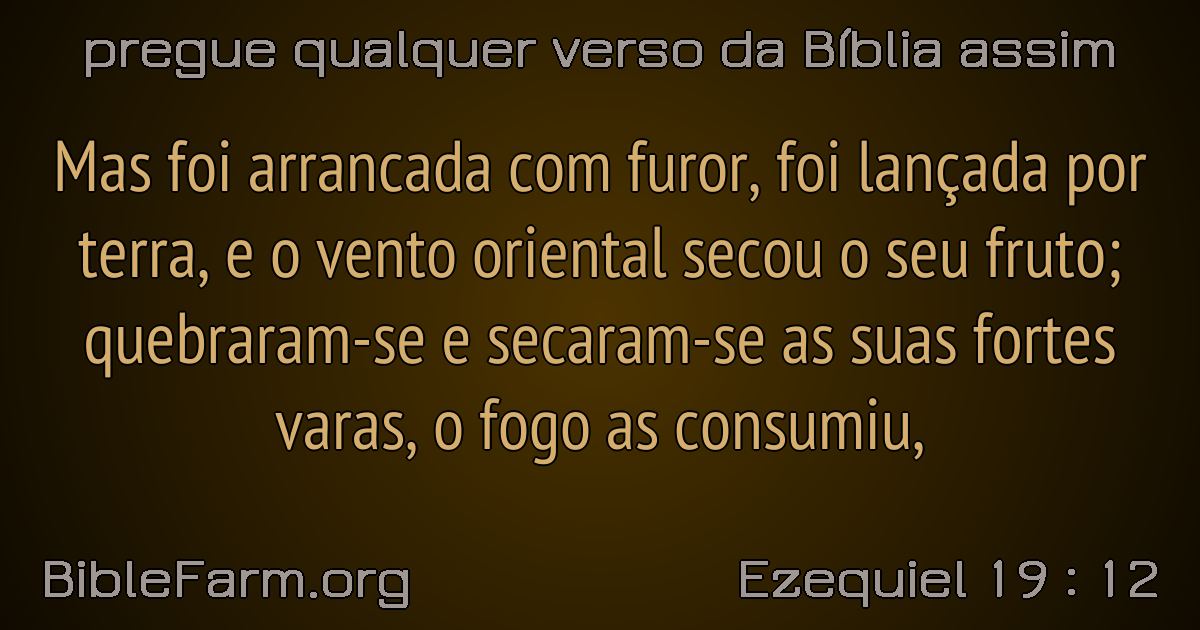 pregue qualquer verso da Bíblia assim
Mas foi arrancada com furor, foi lançada por
terra, e o vento oriental secou o seu fruto;
quebraram-se e secaram-se as suas fortes
varas, o fogo as consumiu,
BibleFarm.org
Ezequiel 19 : 12